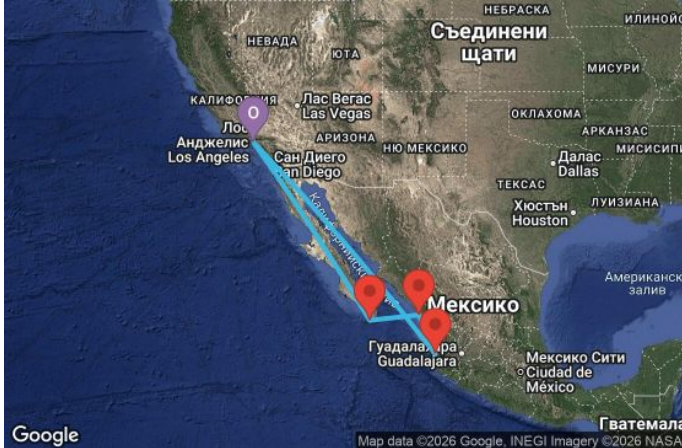 НЕБРАСКА
ИЛИНОЙС
Съединени
щати
НЕВАДА
ЮТА
МИСУРИ
КАЛИФОРНИЯ
Лас Вегас
Las Vegas
O
Лос
Анджелис
Los Angeles
ОКЛАХОМА
АРКАНЗАС
АРИЗОНА
НЮ МЕКСИКО
МИСИСИПИ
Сан Диего
San Diego
Далас
Dallas
ТЕКСАС
Хюстън
Houston
ЛУИЗИАНА
Калифорнийск
Американск
залив
Мексико
Гуадалахара
Guadalajara
Мексико Сити
Ciudad de
México
Гватемала
Google
Map data ©2026 Google, INEGI Imagery ©2026 NASA